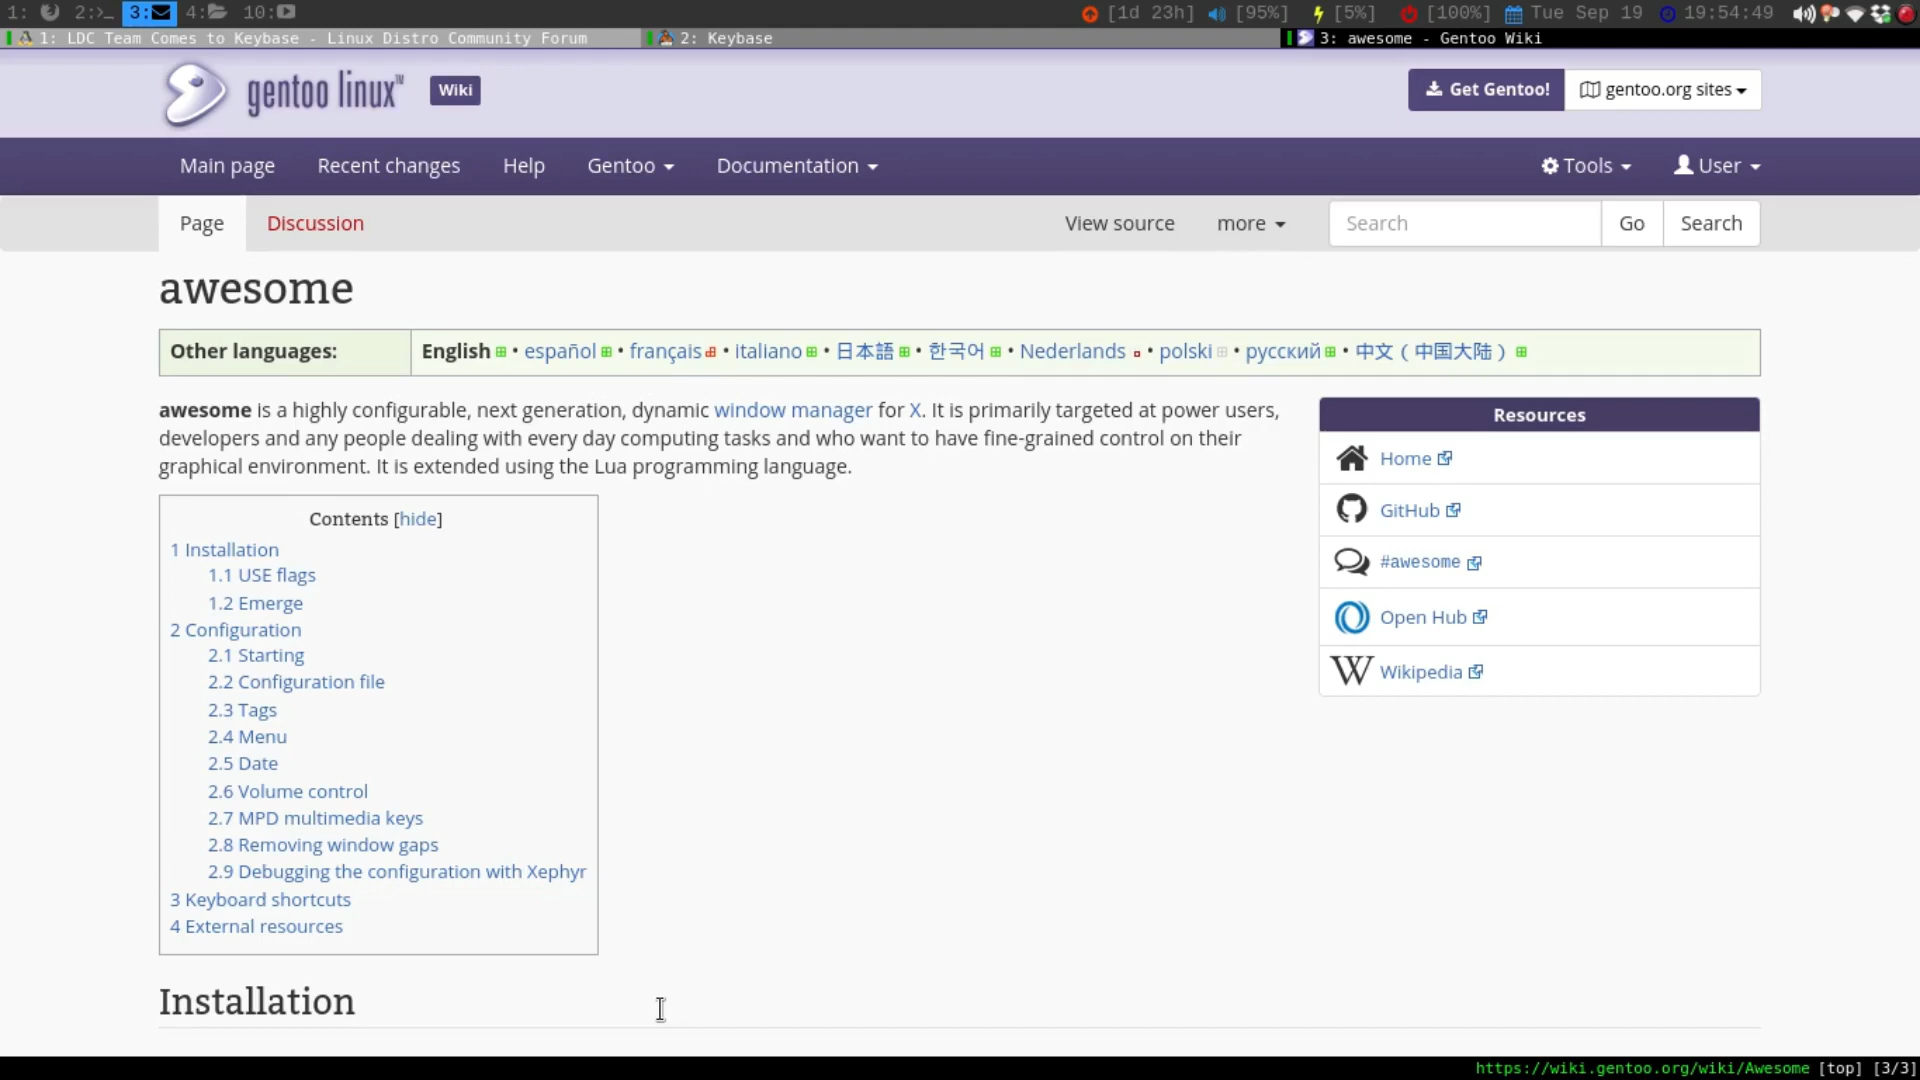 1: 2:>_ 3: 4: 10: [1d 23h] [95%] [5%] [100%] Tue Sep 19 19:54:49
1: LDC Team Comes to Keybase - Linux Distro Community Forum 2: Keybase 3: awesome - Gentoo Wiki
gentoo linux™ Wiki Get Gentoo! gentoo.org sites
Main page Recent changes Help Gentoo Documentation Tools User
Page Discussion View source more Search Go Search
awesome
Other languages: English • español • français • italiano • 日本語 • 한국어 • Nederlands • polski • русский • 中文（中国大陆）
awesome is a highly configurable, next generation, dynamic window manager for X. It is primarily targeted at power users,
developers and any people dealing with every day computing tasks and who want to have fine-grained control on their
graphical environment. It is extended using the Lua programming language.
Resources
Home
GitHub
#awesome
Open Hub
W Wikipedia
Contents [hide]
1 Installation
1.1 USE flags
1.2 Emerge
2 Configuration
2.1 Starting
2.2 Configuration file
2.3 Tags
2.4 Menu
2.5 Date
2.6 Volume control
2.7 MPD multimedia keys
2.8 Removing window gaps
2.9 Debugging the configuration with Xephyr
3 Keyboard shortcuts
4 External resources
Installation
https://wiki.gentoo.org/wiki/Awesome [top] [3/3]